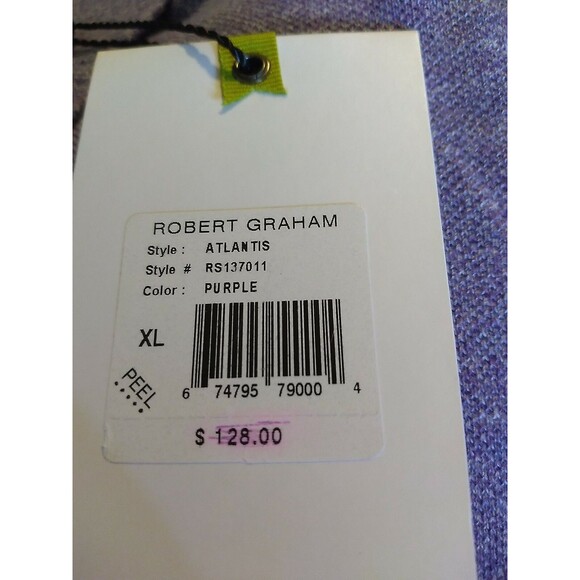 ROBERT GRAHAM
Style : ATLANTIS
Style # RS137011
Color : PURPLE
XL
PEEL
6 74795 79000 4
$ 128.00